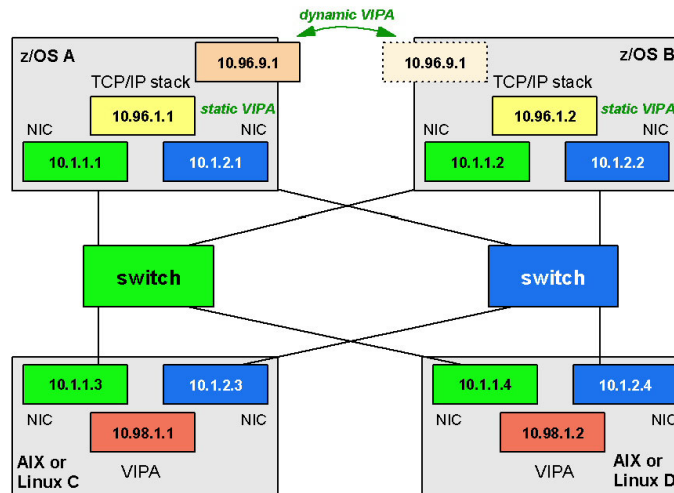 dynamic VIPA
z/OS A
10.96.9.1
10.96.9.1
z/OS B
TCP/IP stack
TCP/IP stack
10.96.1.1
static VIPA
10.96.1.2
static VIPA
NIC
NIC
NIC
NIC
10.1.1.1
10.1.2.1
10.1.1.2
10.1.2.2
switch
switch
10.1.1.3
10.1.2.3
10.1.1.4
10.1.2.4
NIC
NIC
NIC
NIC
10.98.1.1
10.98.1.2
AIX or
Linux C
VIPA
VIPA
AIX or
Linux D